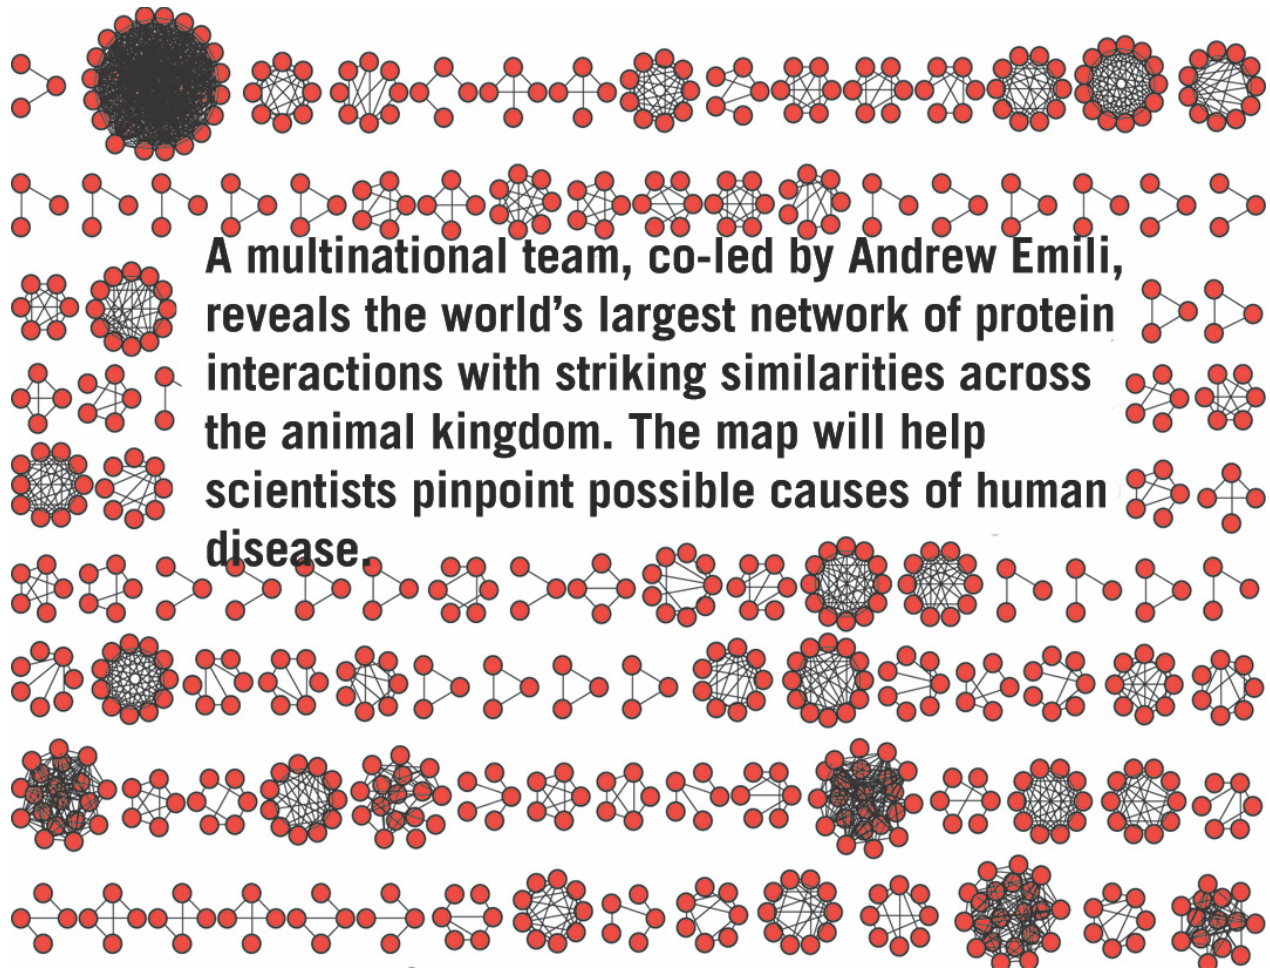 A multinational team, co-led by Andrew Emili,
reveals the world's largest network of protein
interactions with striking similarities across
the animal kingdom. The map will help
scientists pinpoint possible causes of human
disease.